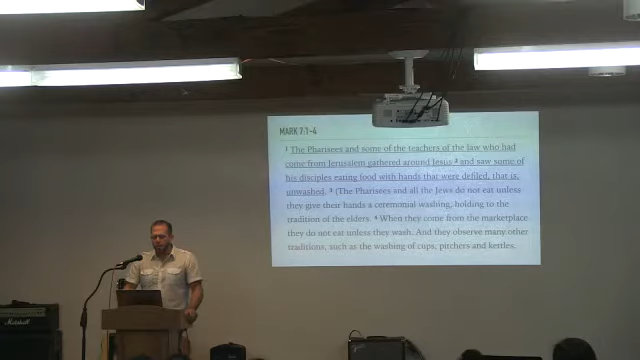 MARK 7:1-4
1 The Pharisees and some of the teachers of the law who had
come from Jerusalem gathered around Jesus 2 and saw some of
his disciples eating food with hands that were defiled, that is,
unwashed. 3 (The Pharisees and all the Jews do not eat unless
they give their hands a ceremonial washing, holding to the
tradition of the elders. 4 When they come from the marketplace
they do not eat unless they wash. And they observe many other
traditions, such as the washing of cups, pitchers and kettles.
Marshall